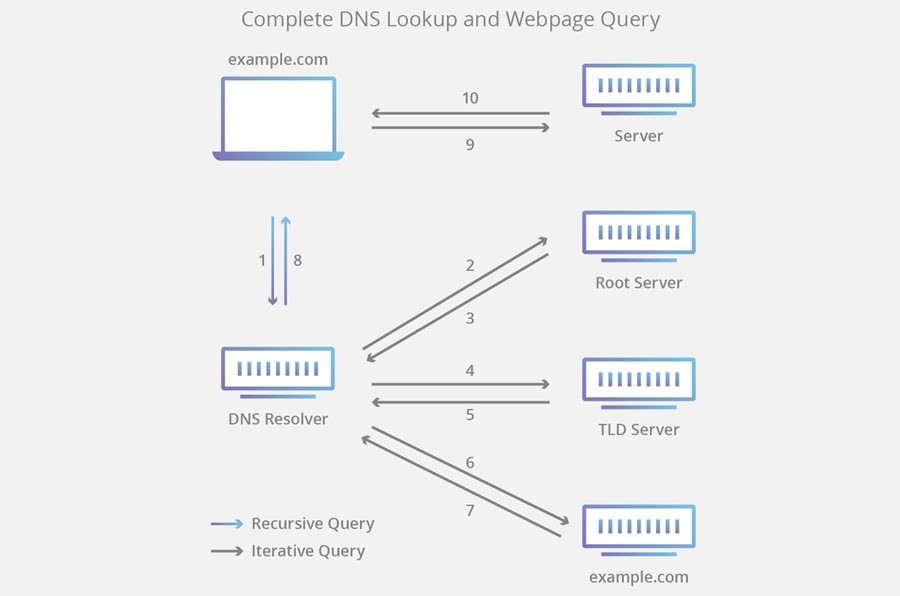 Complete DNS Lookup and Webpage Query
example.com
10
9
Server
1
8
2
3
Root Server
DNS Resolver
4
5
TLD Server
6
7
example.com
Recursive Query
Iterative Query